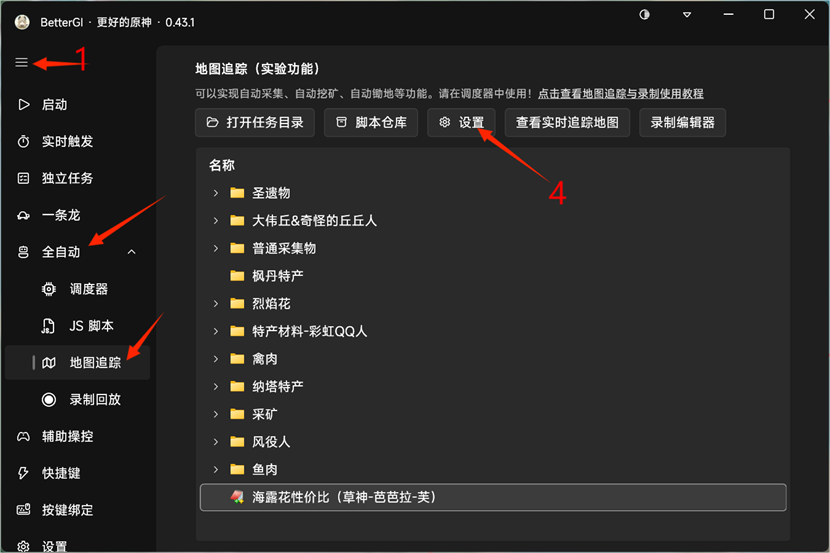 BetterGI · 更好的原神 · 0.43.1
1
启动
实时触发
独立任务
一条龙
全自动
调度器
JS 脚本
地图追踪
录制回放
辅助操控
快捷键
按键绑定
设置
地图追踪（实验功能）
可以实现自动采集、自动挖矿、自动锄地等功能。请在调度器中使用！点击查看地图追踪与录制使用教程
打开任务目录 脚本仓库 设置 查看实时追踪地图 录制编辑器
4
名称
圣遗物
大伟丘&奇怪的丘丘人
普通采集物
枫丹特产
烈焰花
特产材料-彩虹QQ人
禽肉
纳塔特产
采矿
风役人
鱼肉
海露花性价比（草神-芭芭拉-芙）